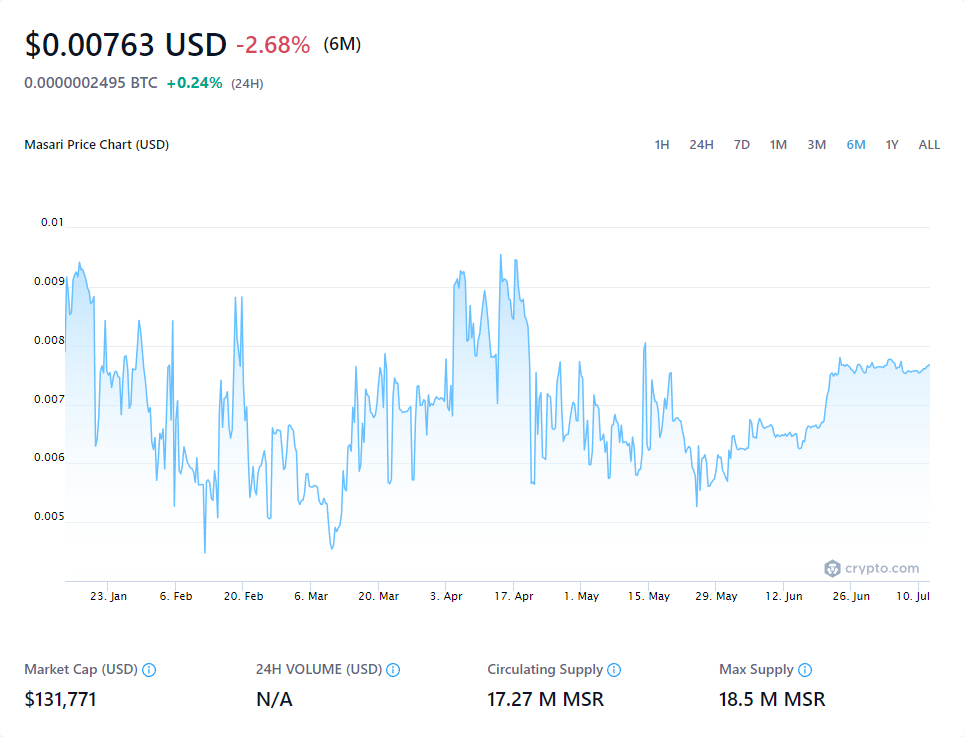 $0.00763 USD -2.68% (6M)
0.0000002495 BTC +0.24% (24H)
Masari Price Chart (USD) 1H 24H 7D 1M 3M 6M 1Y ALL
0.01
0.009
0.008
0.007
0.006
0.005
crypto.com
23. Jan 6. Feb 20. Feb 6. Mar 20. Mar 3. Apr 17. Apr 1. May 15. May 29. May 12. Jun 26. Jun 10. Jul
Market Cap (USD) 24H VOLUME (USD) Circulating Supply Max Supply
$131,771 N/A 17.27 M MSR 18.5 M MSR